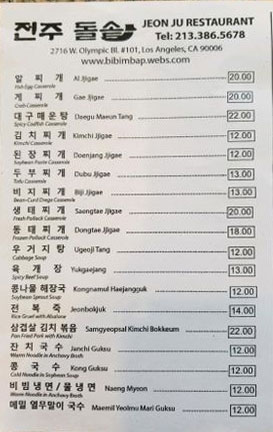 전주 돌솥 JEON JU RESTAURANT
Tel: 213.386.5678
2716 W. Olympic Bl. #101, Los Angeles, CA 90006
www.bibimbap.webs.com
알 찌 개 Al Jjigae 20.00
Fish Egg Casserole
게 찌 개 Gae Jjigae 20.00
Crab Casserole
대구매운탕 Daegu Maeun Tang 22.00
Spicy Codfish Casserole
김 치 찌 개 Kimchi Jjigae 12.00
Kimchi Casserole
된 장 찌 개 Doenjang Jjigae 12.00
Soybean Paste Casserole
두 부 찌 개 Dubu Jjigae 13.00
Tofu Casserole
비 지 찌 개 Biji Jjigae 13.00
Bean-Curd Dregs Casserole
생 태 찌 개 Saengtae Jjigae 20.00
Fresh Pollack Casserole
동 태 찌 개 Dongtae Jjigae 18.00
Frozen Pollack Casserole
우 거 지 탕 Ugeoji Tang 12.00
Cabbage Soup
육 개 장 Yukgaejang 13.00
Spicy Beef Soup
콩나물 해장국 Kongnamul Haejangguk 12.00
Soybean Sprout Soup
전 복 죽 Jeonbokjuk 14.00
Rice Gruel with Abalone
삼겹살 김치 볶음 Samgyeopsal Kimchi Bokkeum 22.00
Pan Fried Pork with Kimchi
잔 치 국 수 Janchi Guksu 12.00
Warm Noodle in Anchovy Broth
콩 국 수 Kong Guksu 12.00
Cold Noodle in Soybean Soup
비빔냉면/물냉면 Naeng Myeon 12.00
Warm Noodle in Anchovy Broth
메밀 열무말이 국수 Maemil Yeolmu Mari Guksu 12.00